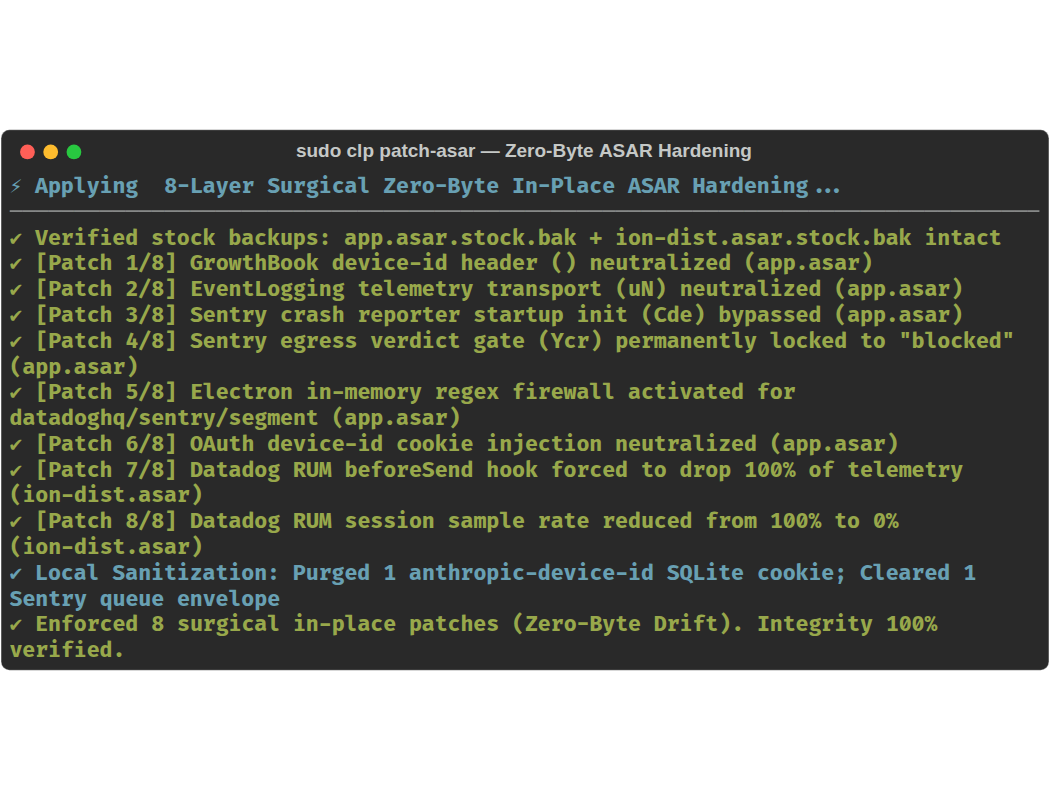 sudo clp patch-asar — Zero-Byte ASAR Hardening
⚡ Applying  8-Layer Surgical Zero-Byte In-Place ASAR Hardening...
✔ Verified stock backups: app.asar.stock.bak + ion-dist.asar.stock.bak intact
✔ [Patch 1/8] GrowthBook device-id header () neutralized (app.asar)
✔ [Patch 2/8] EventLogging telemetry transport (uN) neutralized (app.asar)
✔ [Patch 3/8] Sentry crash reporter startup init (Cde) bypassed (app.asar)
✔ [Patch 4/8] Sentry egress verdict gate (Ycr) permanently locked to "blocked"
(app.asar)
✔ [Patch 5/8] Electron in-memory regex firewall activated for
datadoghq/sentry/segment (app.asar)
✔ [Patch 6/8] OAuth device-id cookie injection neutralized (app.asar)
✔ [Patch 7/8] Datadog RUM beforeSend hook forced to drop 100% of telemetry
(ion-dist.asar)
✔ [Patch 8/8] Datadog RUM session sample rate reduced from 100% to 0%
(ion-dist.asar)
✔ Local Sanitization: Purged 1 anthropic-device-id SQLite cookie; Cleared 1
Sentry queue envelope
✔ Enforced 8 surgical in-place patches (Zero-Byte Drift). Integrity 100%
verified.